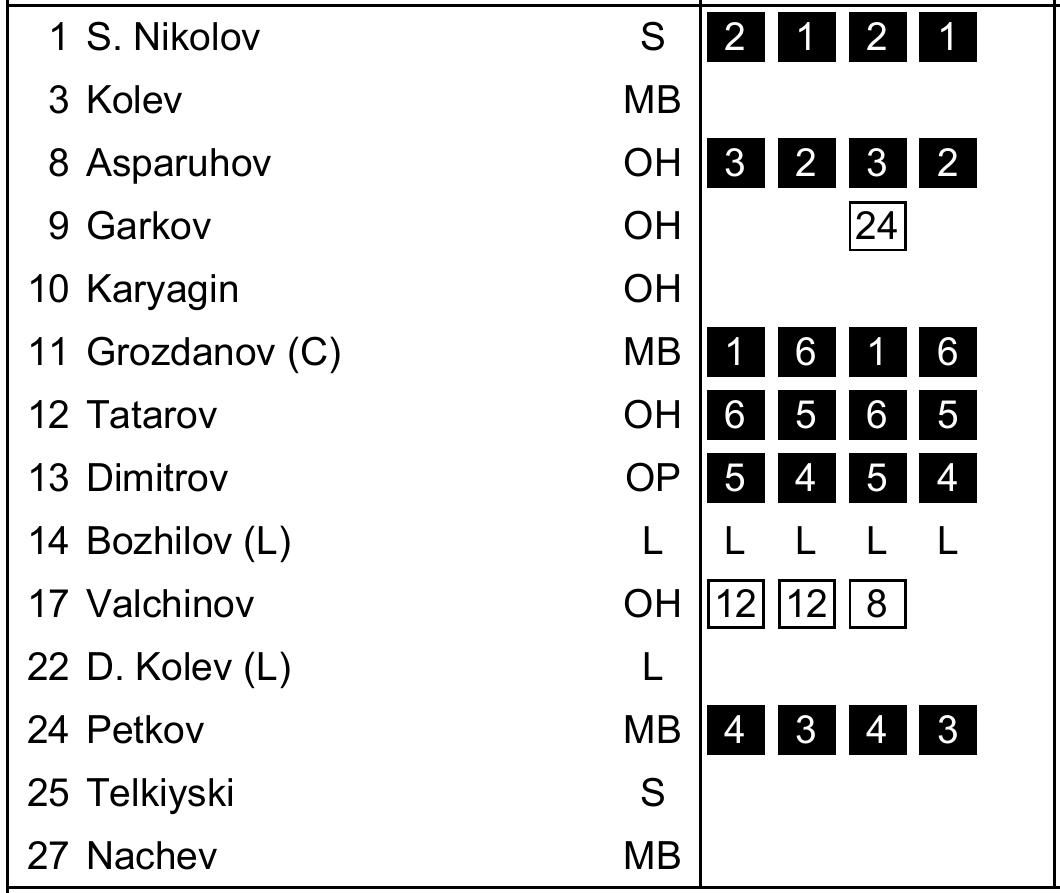 1 S. Nikolov S 2 1 2 1
3 Kolev MB
8 Asparuhov OH 3 2 3 2
9 Garkov OH 24
10 Karyagin OH
11 Grozdanov (C) MB 1 6 1 6
12 Tatarov OH 6 5 6 5
13 Dimitrov OP 5 4 5 4
14 Bozhilov (L) L L L L L
17 Valchinov OH 12 12 8
22 D. Kolev (L) L
24 Petkov MB 4 3 4 3
25 Telkiyski S
27 Nachev MB